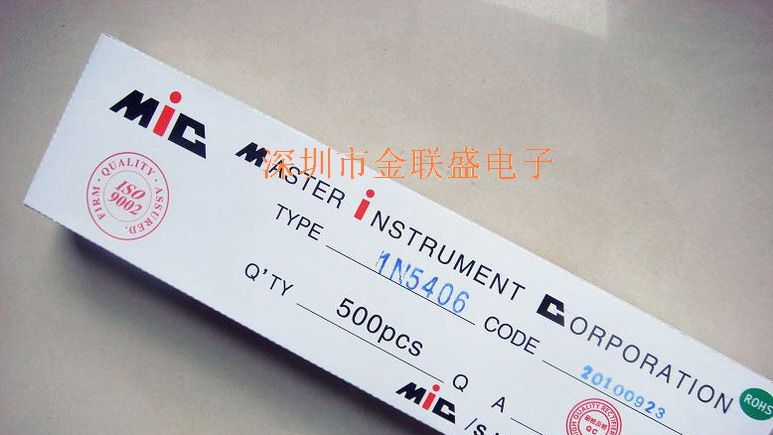 MiC
深圳市金联盛电子
MASTER iNSTRUMENT CORPORATION
FIRM · QUALITY · ASSURED ·
ISO
9002
TYPE 1N5406 CODE 20100923
Q'TY 500pcs Q A
ROHS
MiC /S
QC